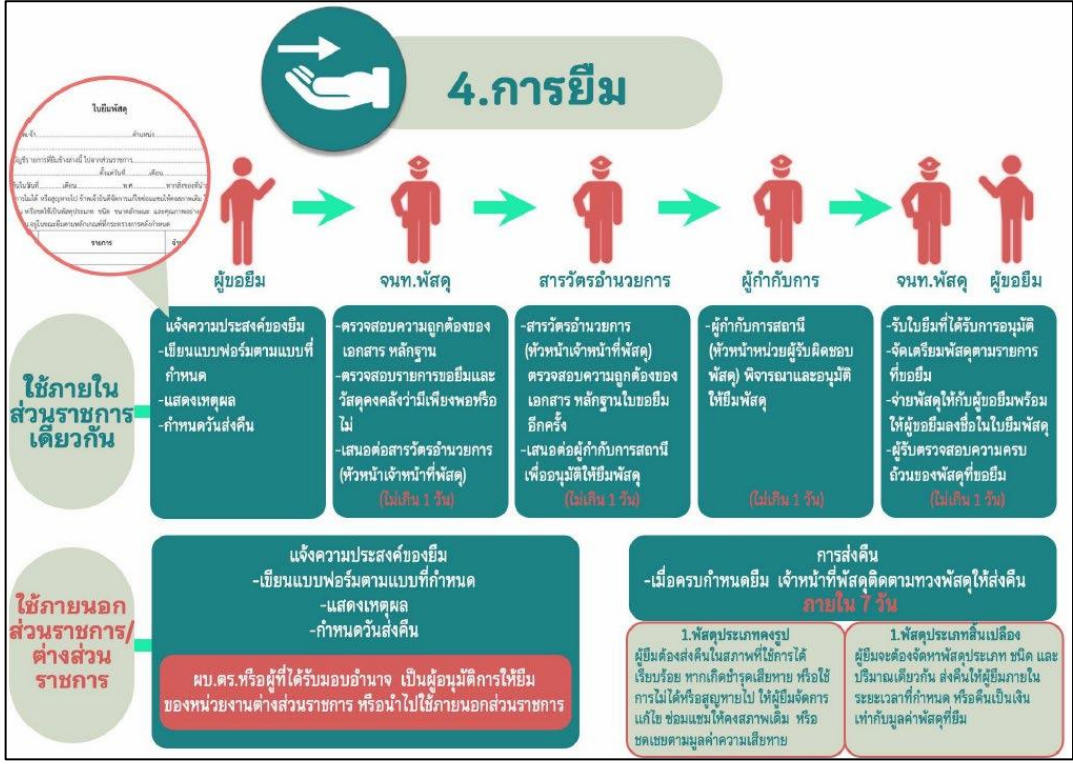 4.การยืม
ใบยืมพัสดุ
ตำแหน่ง
รายการ
ผู้ขอยืม
จนท.พัสดุ
สารวัตรอำนวยการ
ผู้กำกับการ
จนท.พัสดุ
ผู้ขอยืม
ใช้ภายใน
ส่วนราชการ
เดียวกัน
แจ้งความประสงค์ของยืม
-เขียนแบบฟอร์มตามแบบที่
กำหนด
-แสดงเหตุผล
-กำหนดวันส่งคืน
-ตรวจสอบความถูกต้องของ
เอกสาร หลักฐาน
-ตรวจสอบรายการขอยืมและ
วัสดุคงคลังว่ามีเพียงพอหรือ
ไม่
-เสนอต่อสารวัตรอำนวยการ
(หัวหน้าเจ้าหน้าที่พัสดุ)
(ไม่เกิน 1 วัน)
-สารวัตรอำนวยการ
(หัวหน้าเจ้าหน้าที่พัสดุ)
ตรวจสอบความถูกต้องของ
เอกสาร หลักฐานใบขอยืม
อีกครั้ง
-เสนอต่อผู้กำกับการสถานี
เพื่ออนุมัติให้ยืมพัสดุ
(ไม่เกิน 1 วัน)
-ผู้กำกับการสถานี
(หัวหน้าหน่วยผู้รับผิดชอบ
พัสดุ) พิจารณาและอนุมัติ
ให้ยืมพัสดุ
(ไม่เกิน 1 วัน)
-รับใบยืมที่ได้รับการอนุมัติ
-จัดเตรียมพัสดุตามรายการ
ที่ขอยืม
-จ่ายพัสดุให้กับผู้ขอยืมพร้อม
ให้ผู้ขอยืมลงชื่อในใบยืมพัสดุ
-ผู้รับตรวจสอบความครบ
ถ้วนของพัสดุที่ขอยืม
(ไม่เกิน 1 วัน)
ใช้ภายนอก
ส่วนราชการ/
ต่างส่วน
ราชการ
แจ้งความประสงค์ของยืม
-เขียนแบบฟอร์มตามแบบที่กำหนด
-แสดงเหตุผล
-กำหนดวันส่งคืน
ผบ.ตร.หรือผู้ที่ได้รับมอบอำนาจ เป็นผู้อนุมัติการให้ยืม
ของหน่วยงานต่างส่วนราชการ หรือนำไปใช้ภายนอกส่วนราชการ
การส่งคืน
-เมื่อครบกำหนดยืม เจ้าหน้าที่พัสดุติดตามทวงพัสดุให้ส่งคืน
ภายใน 7 วัน
1.พัสดุประเภทคงรูป
ผู้ยืมต้องส่งคืนในสภาพที่ใช้การได้
เรียบร้อย หากเกิดชำรุดเสียหาย หรือใช้
การไม่ได้หรือสูญหายไป ให้ผู้ยืมจัดการ
แก้ไข ซ่อมแซมให้คงสภาพเดิม หรือ
ชดเชยตามมูลค่าความเสียหาย
1.พัสดุประเภทสิ้นเปลือง
ผู้ยืมจะต้องจัดหาพัสดุประเภท ชนิด และ
ปริมาณเดียวกัน ส่งคืนให้ผู้ยืมภายใน
ระยะเวลาที่กำหนด หรือคืนเป็นเงิน
เท่ากับมูลค่าพัสดุที่ยืม